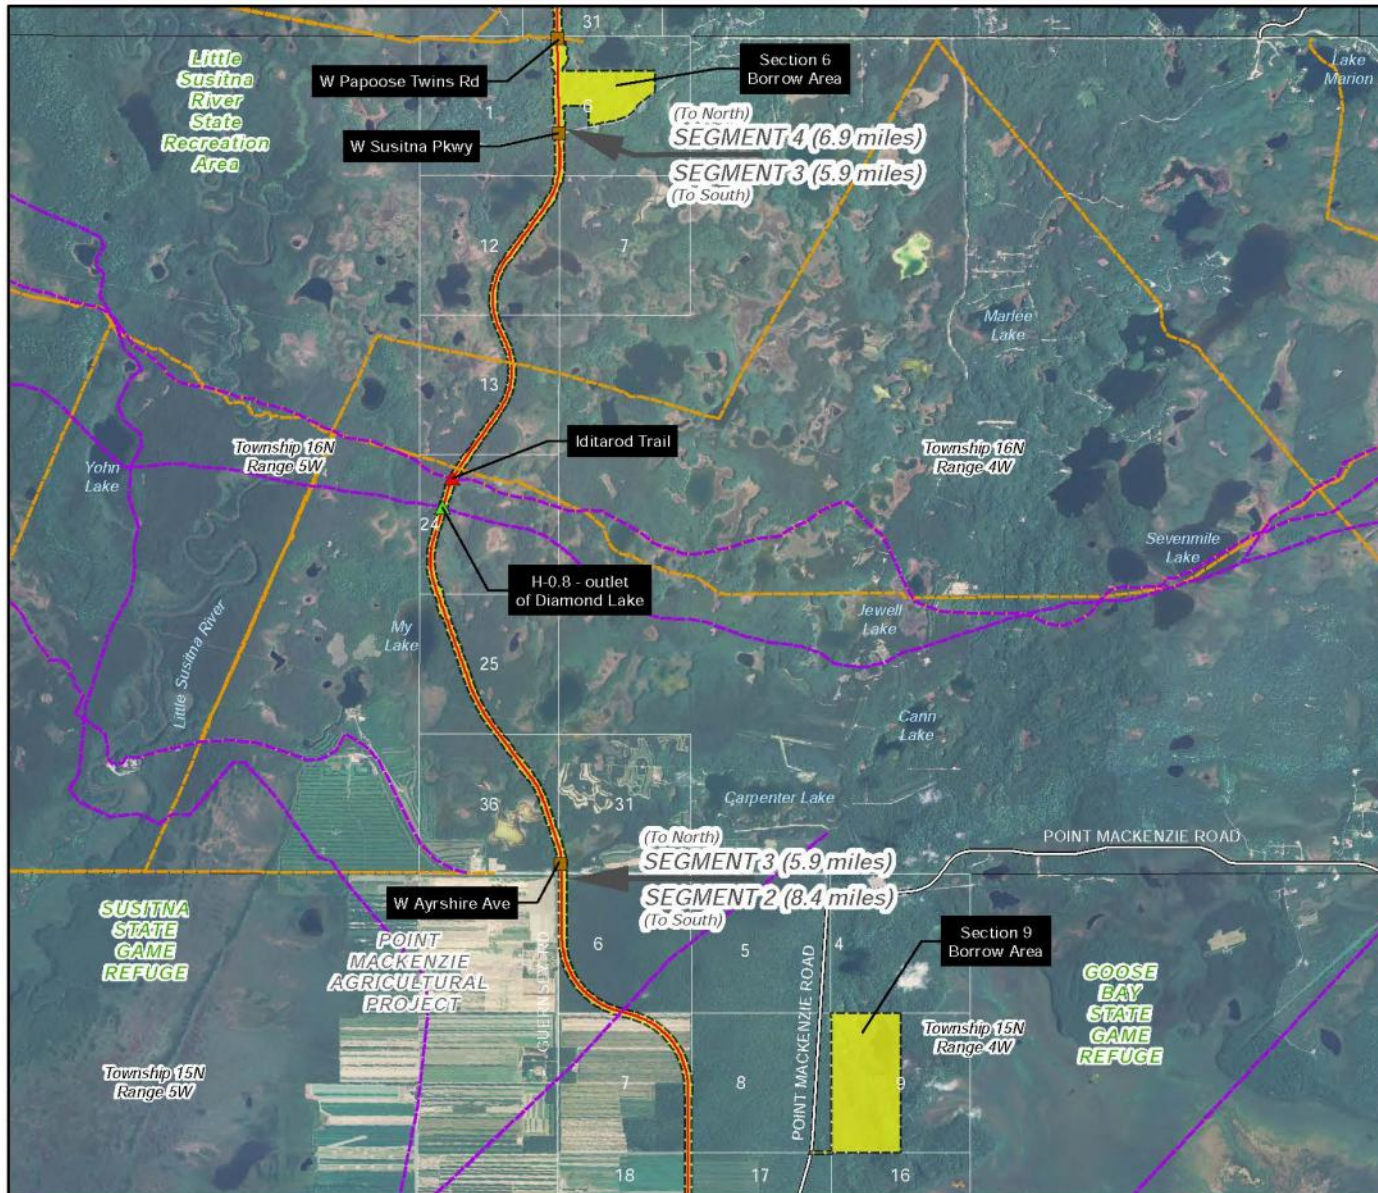 31
Little
Susitna
River
State
Recreation
Area
W Papoose Twins Rd
Section 6
Borrow Area
Lake
Marion
1
6
(To North)
SEGMENT 4 (6.9 miles)
W Susitna Pkwy
SEGMENT 3 (5.9 miles)
(To South)
12
7
Marlee
Lake
13
Iditarod Trail
Township 16N
Range 5W
Township 16N
Range 4W
Yohn
Lake
24
Sevenmile
Lake
H-0.8 - outlet
of Diamond Lake
Jewell
Lake
My
Lake
Little Susitna River
25
Cann
Lake
36
31
Carpenter Lake
(To North)
SEGMENT 3 (5.9 miles)
POINT MACKENZIE ROAD
SEGMENT 2 (8.4 miles)
(To South)
W Ayrshire Ave
SUSITNA
STATE
GAME
REFUGE
POINT
MACKENZIE
AGRICULTURAL
PROJECT
GUERNSEY RD
6
5
4
Section 9
Borrow Area
GOOSE
BAY
STATE
GAME
REFUGE
POINT MACKENZIE ROAD
Township 15N
Range 4W
Township 15N
Range 5W
7
8
9
18
17
16